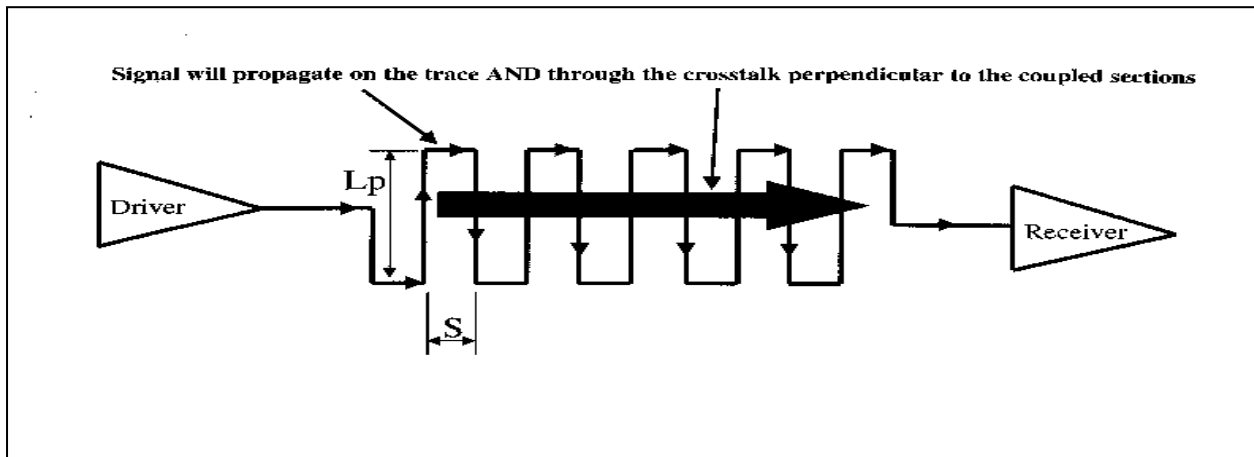 Signal will propagate on the trace AND through the crosstalk perpendicular to the coupled sections
Lp
Driver
Receiver
S